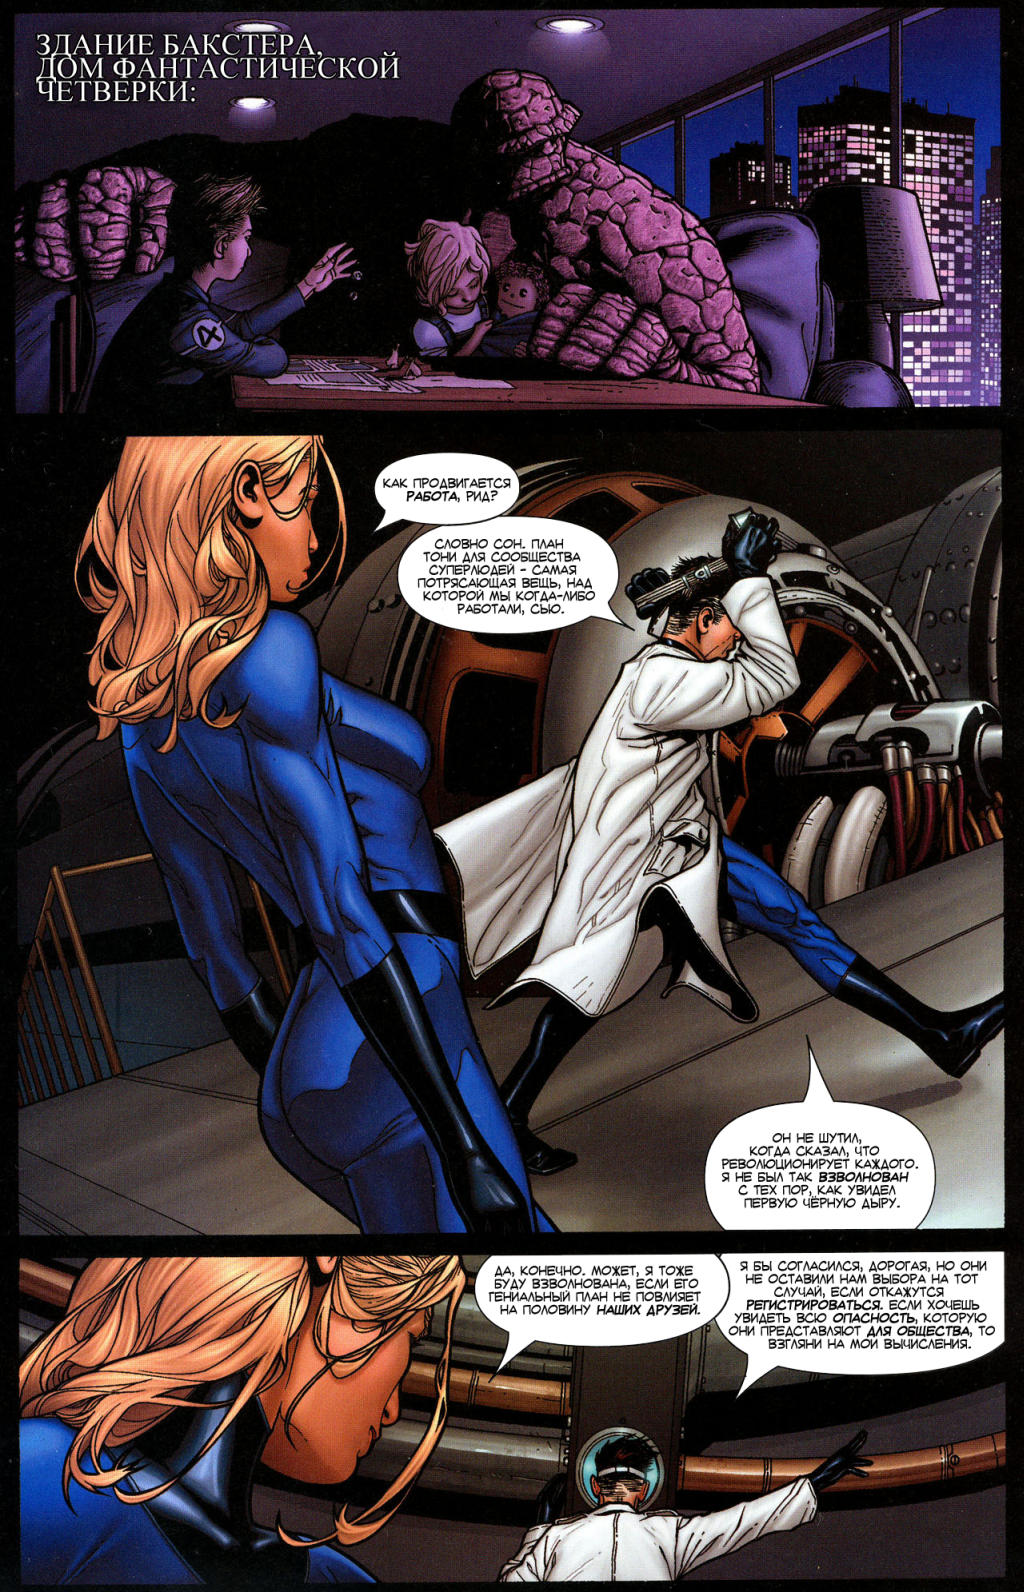 ЗДАНИЕ БАКСТЕРА,
ДОМ ФАНТАСТИЧЕСКОЙ
ЧЕТВЕРКИ:
4
КАК ПРОДВИГАЕТСЯ
РАБОТА, РИД?
СЛОВНО СОН. ПЛАН
ТОНИ ДЛЯ СООБЩЕСТВА
СУПЕРЛЮДЕЙ – САМАЯ
ПОТРЯСАЮЩАЯ ВЕЩЬ, НАД
КОТОРОЙ МЫ КОГДА-ЛИБО
РАБОТАЛИ, СЬЮ.
ОН НЕ ШУТИЛ,
КОГДА СКАЗАЛ, ЧТО
РЕВОЛЮЦИОНИРУЕТ КАЖДОГО.
Я НЕ БЫЛ ТАК ВЗВОЛНОВАН
С ТЕХ ПОР, КАК УВИДЕЛ
ПЕРВУЮ ЧЁРНУЮ ДЫРУ.
ДА, КОНЕЧНО. МОЖЕТ, Я ТОЖЕ
БУДУ ВЗВОЛНОВАНА, ЕСЛИ ЕГО
ГЕНИАЛЬНЫЙ ПЛАН НЕ ПОВЛИЯЕТ
НА ПОЛОВИНУ НАШИХ ДРУЗЕЙ.
Я БЫ СОГЛАСИЛСЯ, ДОРОГАЯ, НО ОНИ
НЕ ОСТАВИЛИ НАМ ВЫБОРА НА ТОТ
СЛУЧАЙ, ЕСЛИ ОТКАЖУТСЯ
РЕГИСТРИРОВАТЬСЯ. ЕСЛИ ХОЧЕШЬ
УВИДЕТЬ ВСЮ ОПАСНОСТЬ, КОТОРУЮ
ОНИ ПРЕДСТАВЛЯЮТ ДЛЯ ОБЩЕСТВА, ТО
ВЗГЛЯНИ НА МОИ ВЫЧИСЛЕНИЯ.